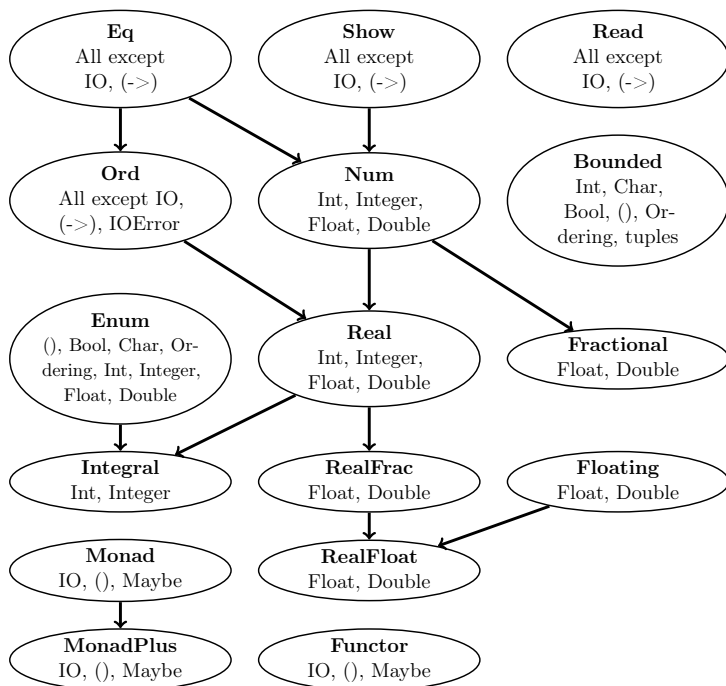 Eq
All except
IO, (->)
Show
All except
IO, (->)
Read
All except
IO, (->)
Ord
All except IO,
(->), IOError
Num
Int, Integer,
Float, Double
Bounded
Int, Char,
Bool, (), Or-
dering, tuples
Enum
(), Bool, Char, Or-
dering, Int, Integer,
Float, Double
Real
Int, Integer,
Float, Double
Fractional
Float, Double
Integral
Int, Integer
RealFrac
Float, Double
Floating
Float, Double
Monad
IO, (), Maybe
RealFloat
Float, Double
MonadPlus
IO, (), Maybe
Functor
IO, (), Maybe